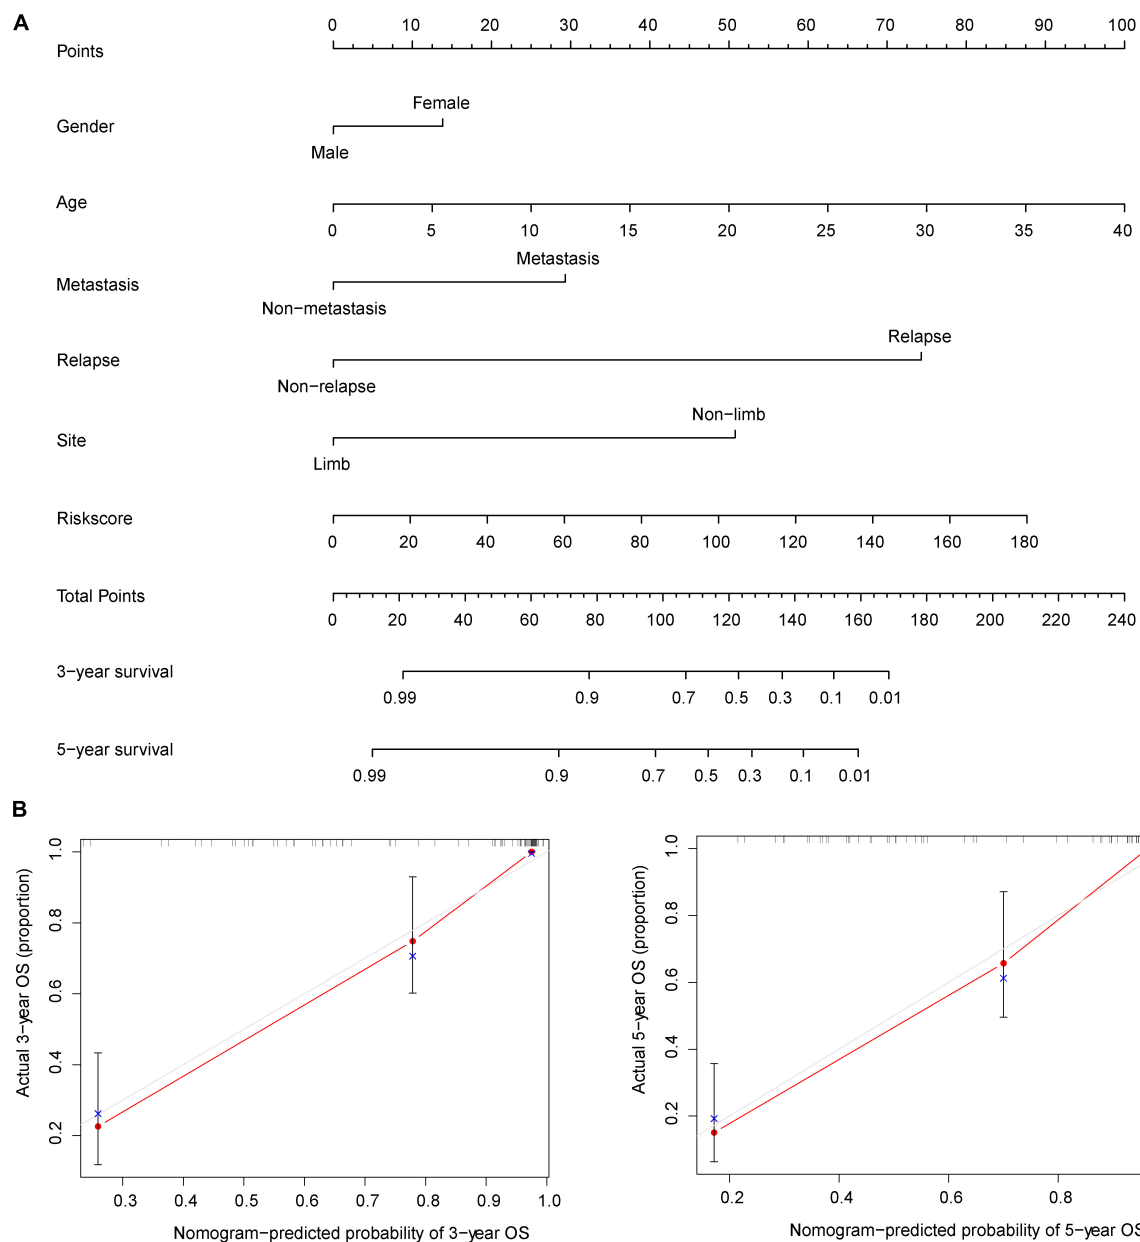 A
0 10 20 30 40 50 60 70 80 90 100
Points
Female
Gender
Male
Age
0 5 10 15 20 25 30 35 40
Metastasis
Metastasis
Non−metastasis
Relapse
Relapse
Non−relapse
Non−limb
Site
Limb
Riskscore
0 20 40 60 80 100 120 140 160 180
Total Points
0 20 40 60 80 100 120 140 160 180 200 220 240
3−year survival
0.99 0.9 0.7 0.5 0.3 0.1 0.01
5−year survival
0.99 0.9 0.7 0.5 0.3 0.1 0.01
B
Actual 3−year OS (proportion)
0.2 0.4 0.6 0.8 1.0
0.3 0.4 0.5 0.6 0.7 0.8 0.9 1.0
Nomogram−predicted probability of 3−year OS
Actual 5−year OS (proportion)
0.2 0.4 0.6 0.8 1.0
0.2 0.4 0.6 0.8
Nomogram−predicted probability of 5−year OS